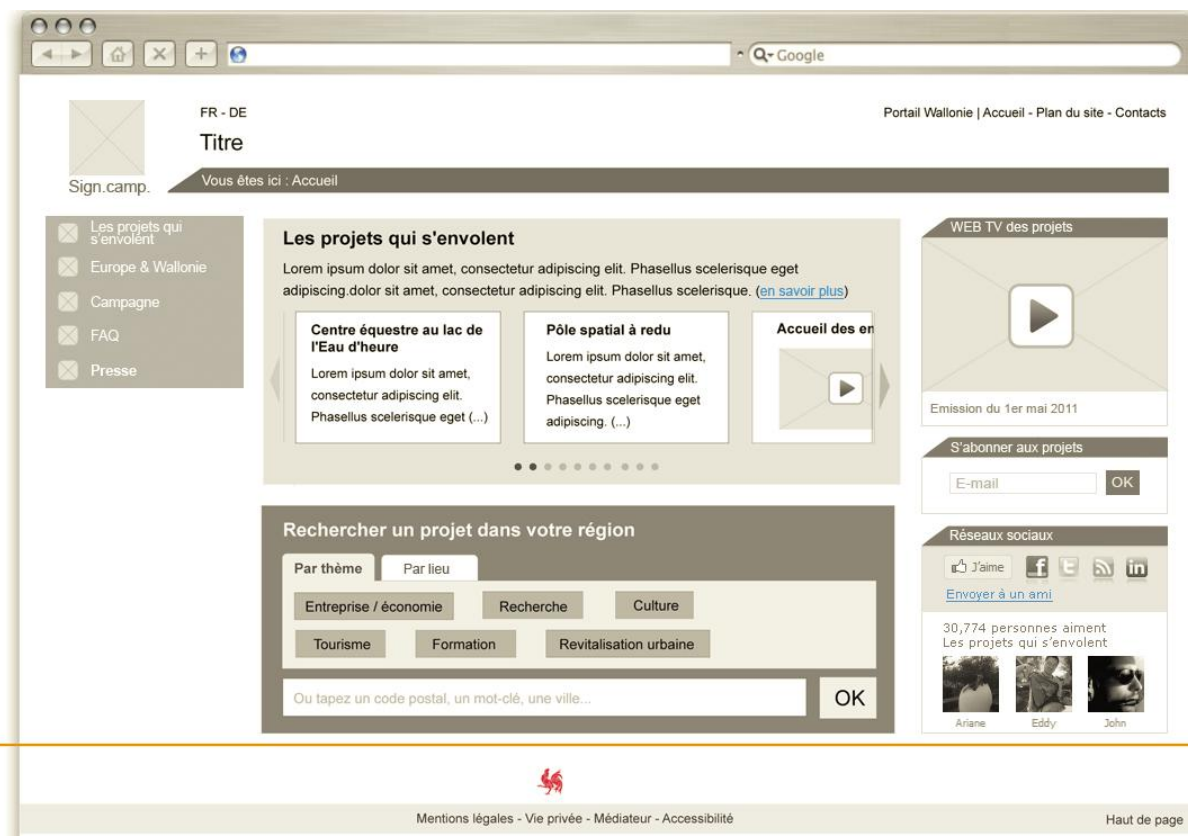 Google
FR - DE
Portail Wallonie | Accueil - Plan du site - Contacts
Titre
Sign.camp.
Vous êtes ici : Accueil
Les projets qui
s'envolent
Europe & Wallonie
Campagne
FAQ
Presse
Les projets qui s'envolent
Lorem ipsum dolor sit amet, consectetur adipiscing elit. Phasellus scelerisque eget
adipiscing.dolor sit amet, consectetur adipiscing elit. Phasellus scelerisque. (en savoir plus)
Centre équestre au lac de
l'Eau d'heure
Lorem ipsum dolor sit amet,
consectetur adipiscing elit.
Phasellus scelerisque eget (...)
Pôle spatial à redu
Lorem ipsum dolor sit amet,
consectetur adipiscing elit.
Phasellus scelerisque eget
adipiscing. (...)
Accueil des en
WEB TV des projets
Emission du 1er mai 2011
S'abonner aux projets
E-mail
OK
Réseaux sociaux
J'aime
f t in
Envoyer à un ami
30,774 personnes aiment
Les projets qui s'envolent
Ariane Eddy John
Rechercher un projet dans votre région
Par thème Par lieu
Entreprise / économie Recherche Culture
Tourisme Formation Revitalisation urbaine
Ou tapez un code postal, un mot-clé, une ville...
OK
Mentions légales - Vie privée - Médiateur - Accessibilité
Haut de page